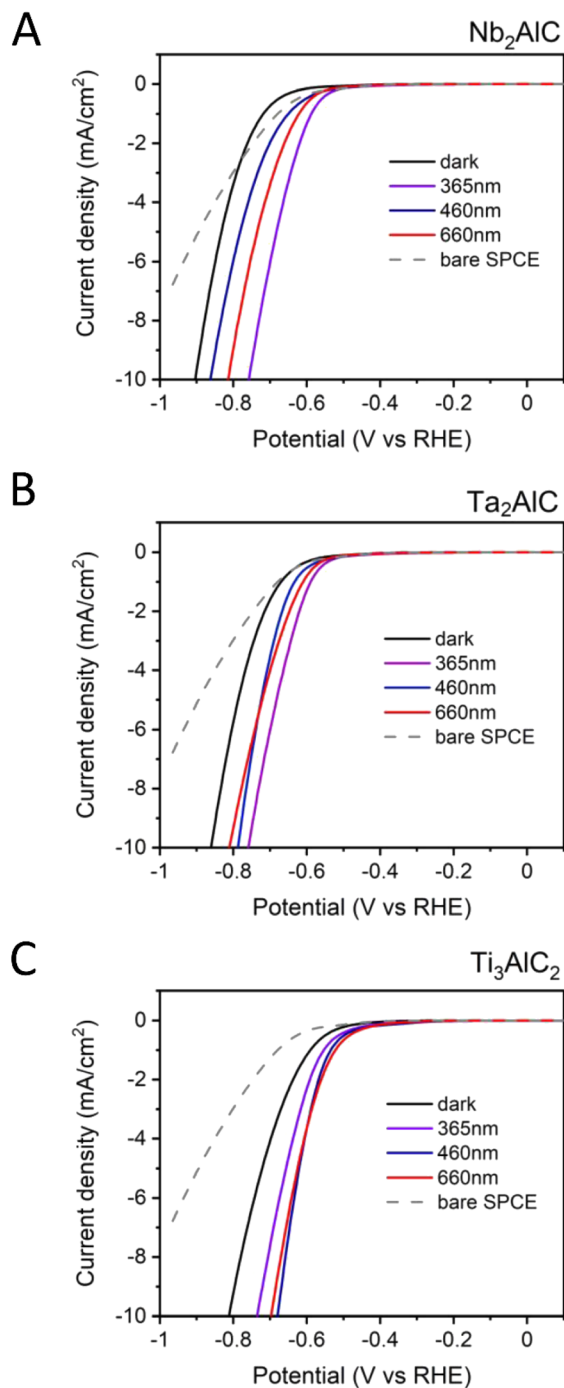 A
Nb₂AlC
0
-2
-4
-6
-8
-10
Current density (mA/cm²)
dark
365nm
460nm
660nm
bare SPCE
-1 -0.8 -0.6 -0.4 -0.2 0
Potential (V vs RHE)
B
Ta₂AlC
0
-2
-4
-6
-8
-10
Current density (mA/cm²)
dark
365nm
460nm
660nm
bare SPCE
-1 -0.8 -0.6 -0.4 -0.2 0
Potential (V vs RHE)
C
Ti₃AlC₂
0
-2
-4
-6
-8
-10
Current density (mA/cm²)
dark
365nm
460nm
660nm
bare SPCE
-1 -0.8 -0.6 -0.4 -0.2 0
Potential (V vs RHE)